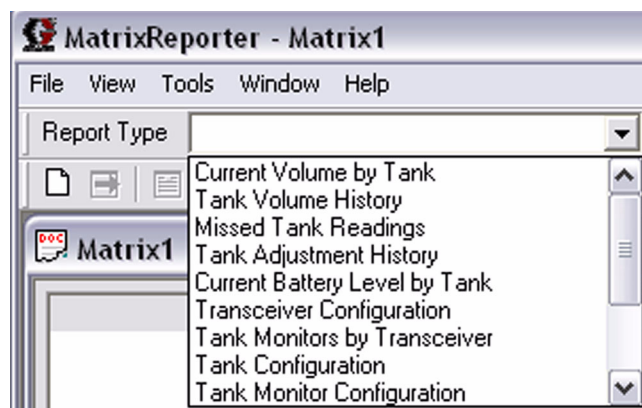 MatrixReporter - Matrix1
File View Tools Window Help
Report Type
Current Volume by Tank
Tank Volume History
Missed Tank Readings
Tank Adjustment History
Current Battery Level by Tank
Transceiver Configuration
Tank Monitors by Transceiver
Tank Configuration
Tank Monitor Configuration
DOC
Matrix1